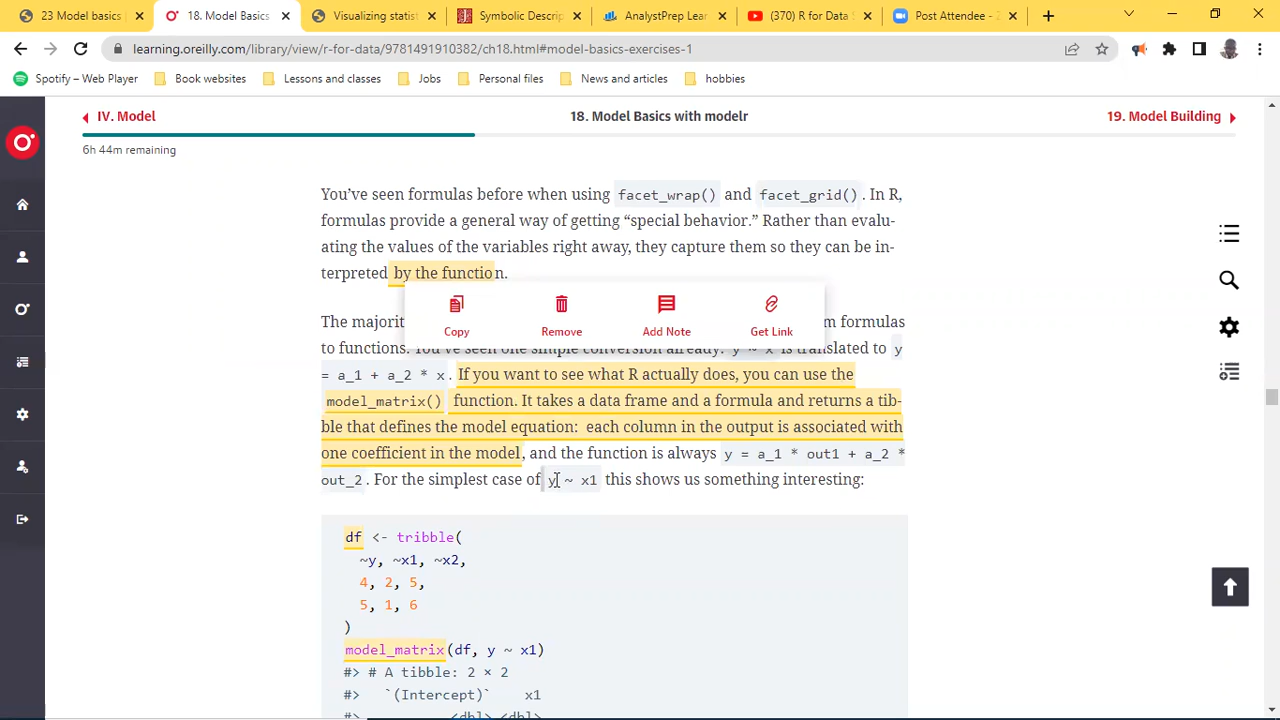 23 Model basics
18. Model Basics
Visualizing statist
Symbolic Descrip
AnalystPrep Lear
(370) R for Data S
Post Attendee - Z
learning.oreilly.com/library/view/r-for-data/9781491910382/ch18.html#model-basics-exercises-1
Spotify – Web Player
Book websites
Lessons and classes
Jobs
Personal files
News and articles
hobbies
IV. Model
18. Model Basics with modelr
19. Model Building
6h 44m remaining
You’ve seen formulas before when using facet_wrap() and facet_grid(). In R,
formulas provide a general way of getting “special behavior.” Rather than evalu-
ating the values of the variables right away, they capture them so they can be in-
terpreted by the function.
The majorit
m formulas
Copy
Remove
Add Note
Get Link
to functions. You’ve seen one simple conversion already: y ~ x is translated to y
= a_1 + a_2 * x. If you want to see what R actually does, you can use the
model_matrix() function. It takes a data frame and a formula and returns a tib-
ble that defines the model equation: each column in the output is associated with
one coefficient in the model, and the function is always y = a_1 * out1 + a_2 *
out_2. For the simplest case of y ~ x1 this shows us something interesting:
df <- tribble(
~y, ~x1, ~x2,
4, 2, 5,
5, 1, 6
)
model_matrix(df, y ~ x1)
#> # A tibble: 2 × 2
#> `(Intercept)` x1
#> <dbl> <dbl>